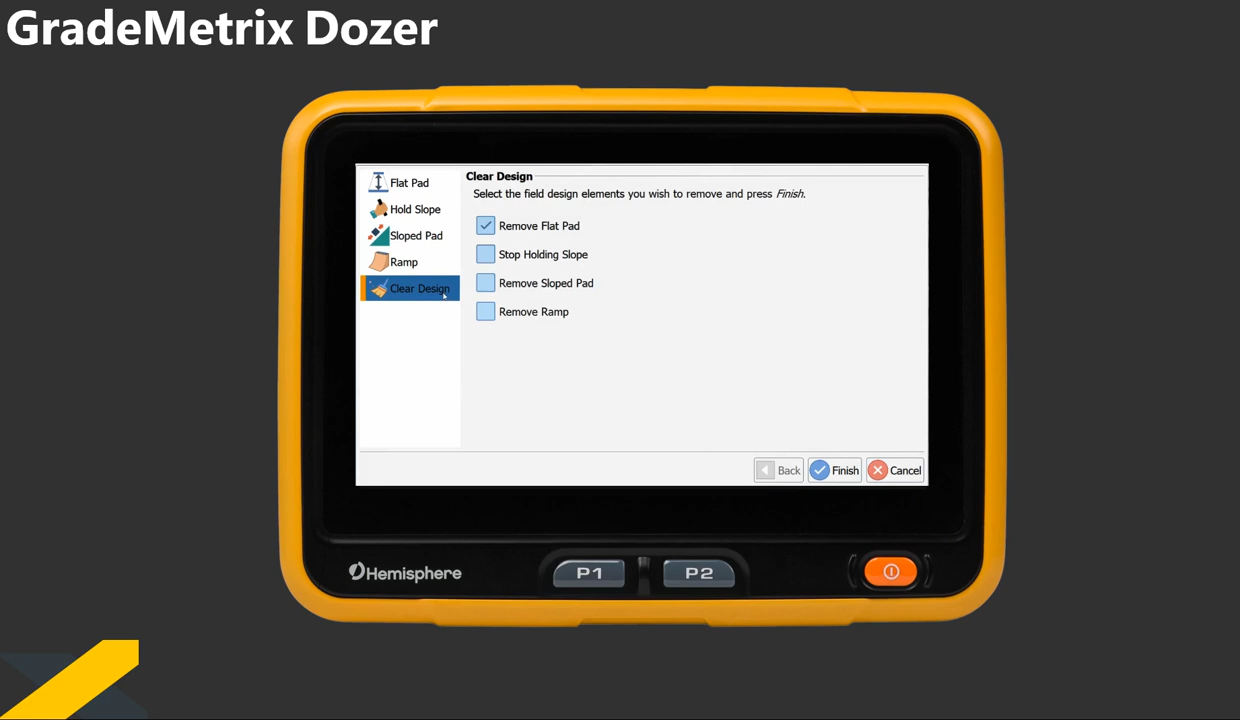 GradeMetrix Dozer
Flat Pad
Hold Slope
Sloped Pad
Ramp
Clear Design
Clear Design
Select the field design elements you wish to remove and press Finish.
Remove Flat Pad
Stop Holding Slope
Remove Sloped Pad
Remove Ramp
Back
Finish
Cancel
Hemisphere
P1
P2